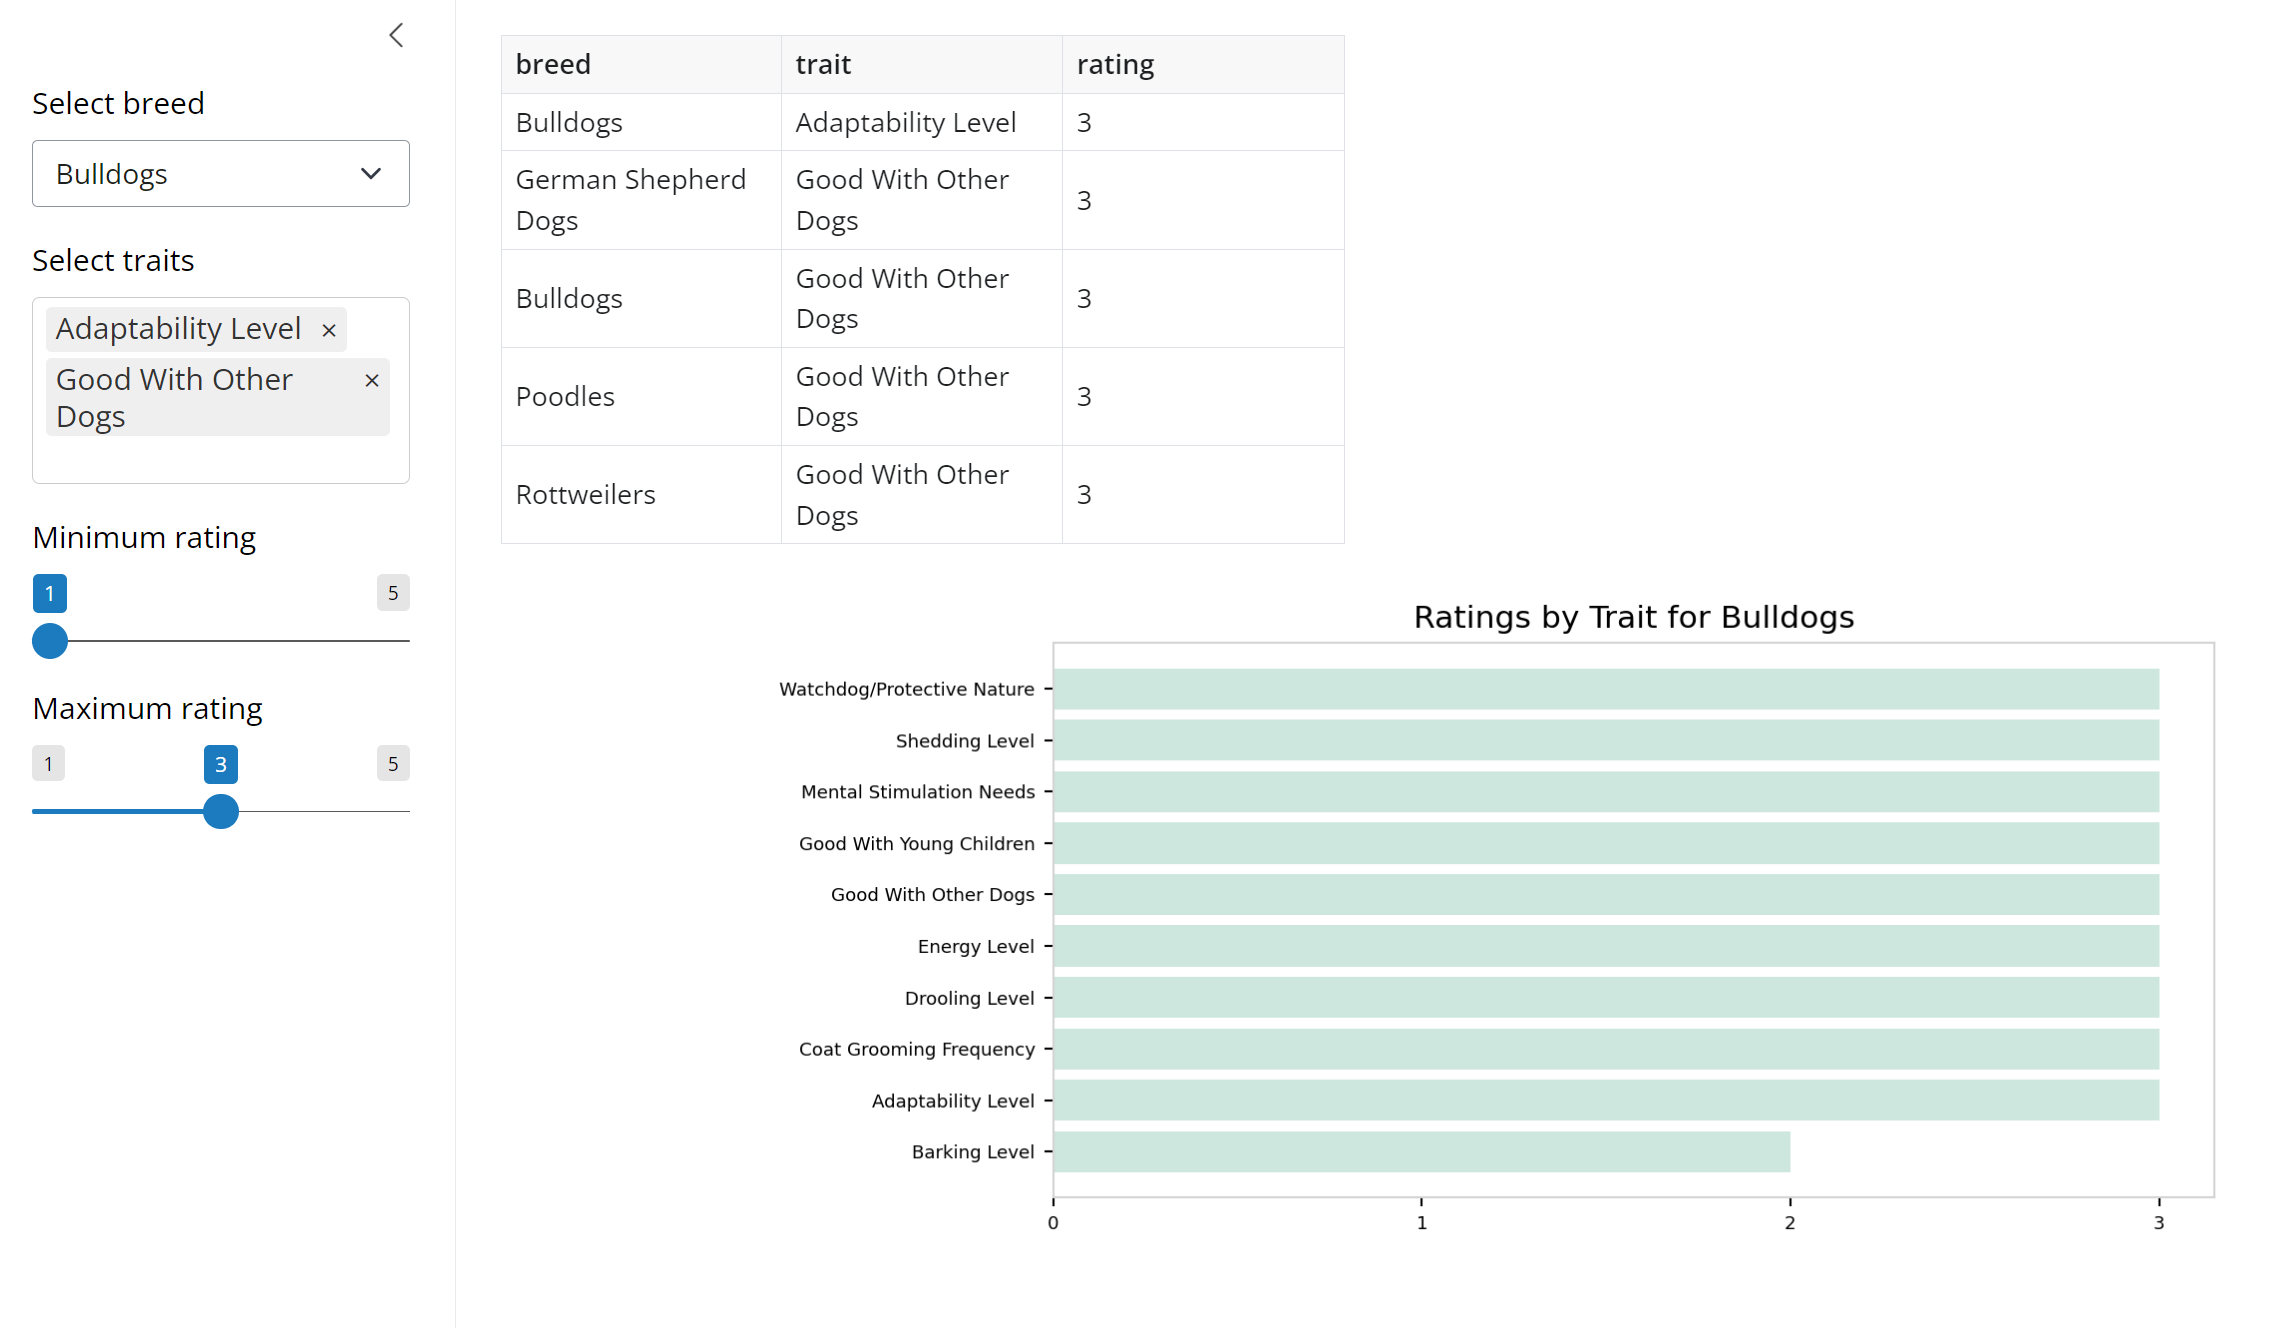 Select breed
Bulldogs
Select traits
Adaptability Level ×
Good With Other ×
Dogs
Minimum rating
1 5
Maximum rating
1 3 5
breed trait rating
Bulldogs Adaptability Level 3
German Shepherd Dogs Good With Other Dogs 3
Bulldogs Good With Other Dogs 3
Poodles Good With Other Dogs 3
Rottweilers Good With Other Dogs 3
Ratings by Trait for Bulldogs
Watchdog/Protective Nature
Shedding Level
Mental Stimulation Needs
Good With Young Children
Good With Other Dogs
Energy Level
Drooling Level
Coat Grooming Frequency
Adaptability Level
Barking Level
0 1 2 3